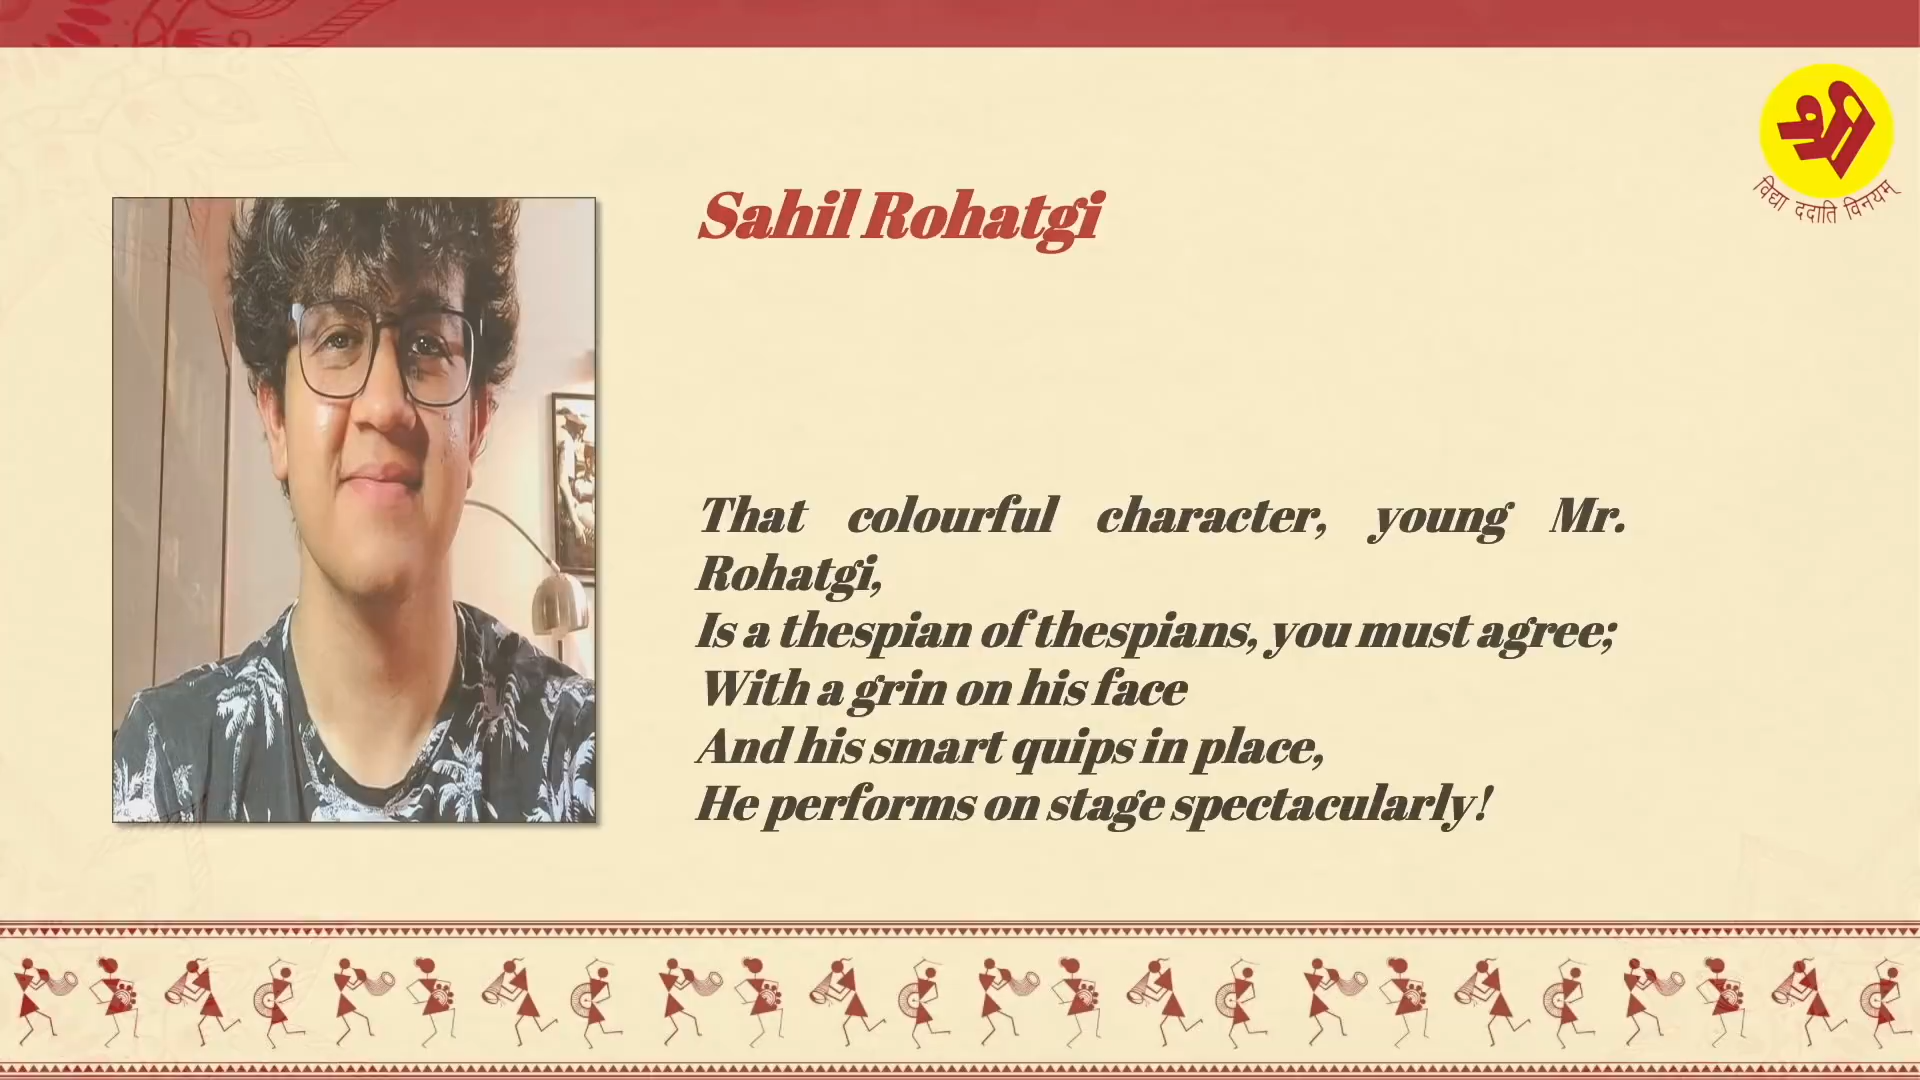 श्री
विद्या ददाति विनयम्
Sahil Rohatgi
That colourful character, young Mr.
Rohatgi,
Is a thespian of thespians, you must agree;
With a grin on his face
And his smart quips in place,
He performs on stage spectacularly!